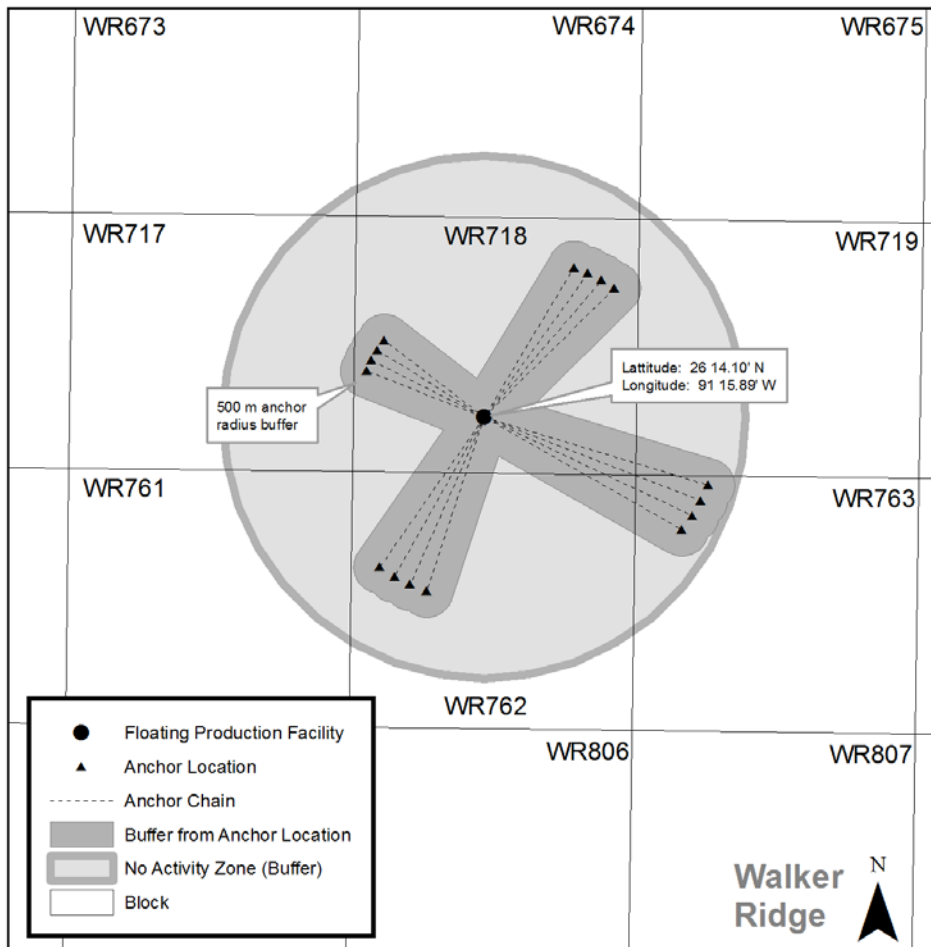 WR673
WR674
WR675
WR717
WR718
WR719
Lattitude: 26 14.10' N
Longitude: 91 15.89' W
500 m anchor
radius buffer
WR761
WR763
WR762
WR806
WR807
Floating Production Facility
Anchor Location
Anchor Chain
Buffer from Anchor Location
No Activity Zone (Buffer)
Block
Walker
Ridge
N